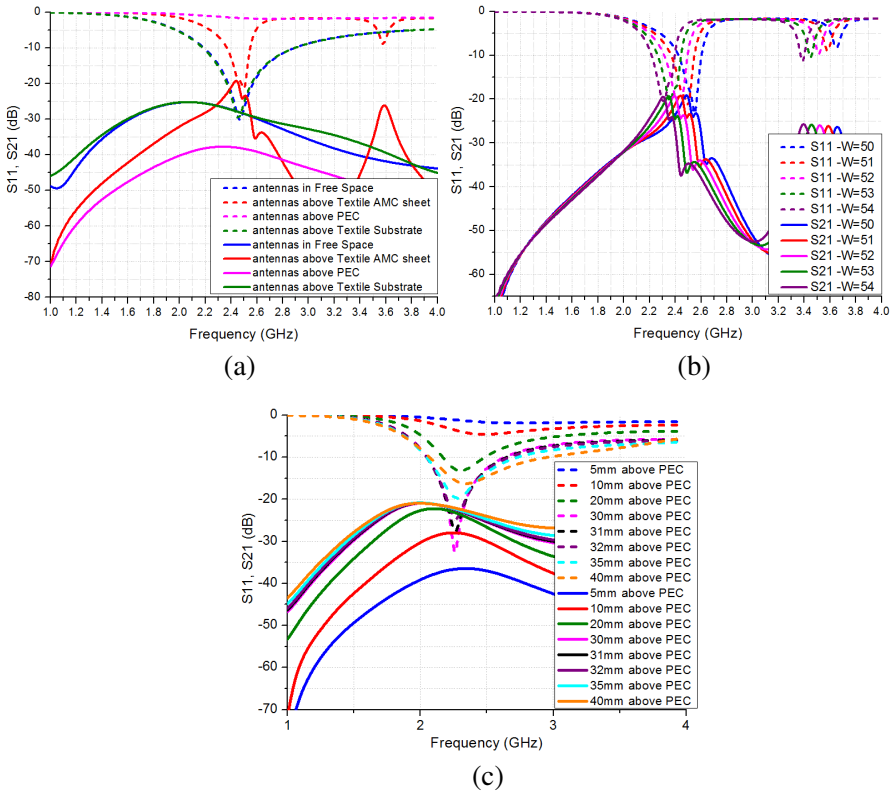 S11, S21 (dB)
0
-10
-20
-30
-40
-50
-60
-70
-80
antennas in Free Space
antennas above Textile AMC sheet
antennas above PEC
antennas above Textile Substrate
antennas in Free Space
antennas above Textile AMC sheet
antennas above PEC
antennas above Textile Substrate
1.0 1.2 1.4 1.6 1.8 2.0 2.2 2.4 2.6 2.8 3.0 3.2 3.4 3.6 3.8 4.0
Frequency (GHz)
(a)
S11, S21 (dB)
0
-10
-20
-30
-40
-50
-60
S11 -W=50
S11 -W=51
S11 -W=52
S11 -W=53
S11 -W=54
S21 -W=50
S21 -W=51
S21 -W=52
S21 -W=53
S21 -W=54
1.0 1.2 1.4 1.6 1.8 2.0 2.2 2.4 2.6 2.8 3.0 3.2 3.4 3.6 3.8 4.0
Frequency (GHz)
(b)
S11, S21 (dB)
0
-10
-20
-30
-40
-50
-60
-70
5mm above PEC
10mm above PEC
20mm above PEC
30mm above PEC
31mm above PEC
32mm above PEC
35mm above PEC
40mm above PEC
5mm above PEC
10mm above PEC
20mm above PEC
30mm above PEC
31mm above PEC
32mm above PEC
35mm above PEC
40mm above PEC
1 2 3 4
Frequency (GHz)
(c)